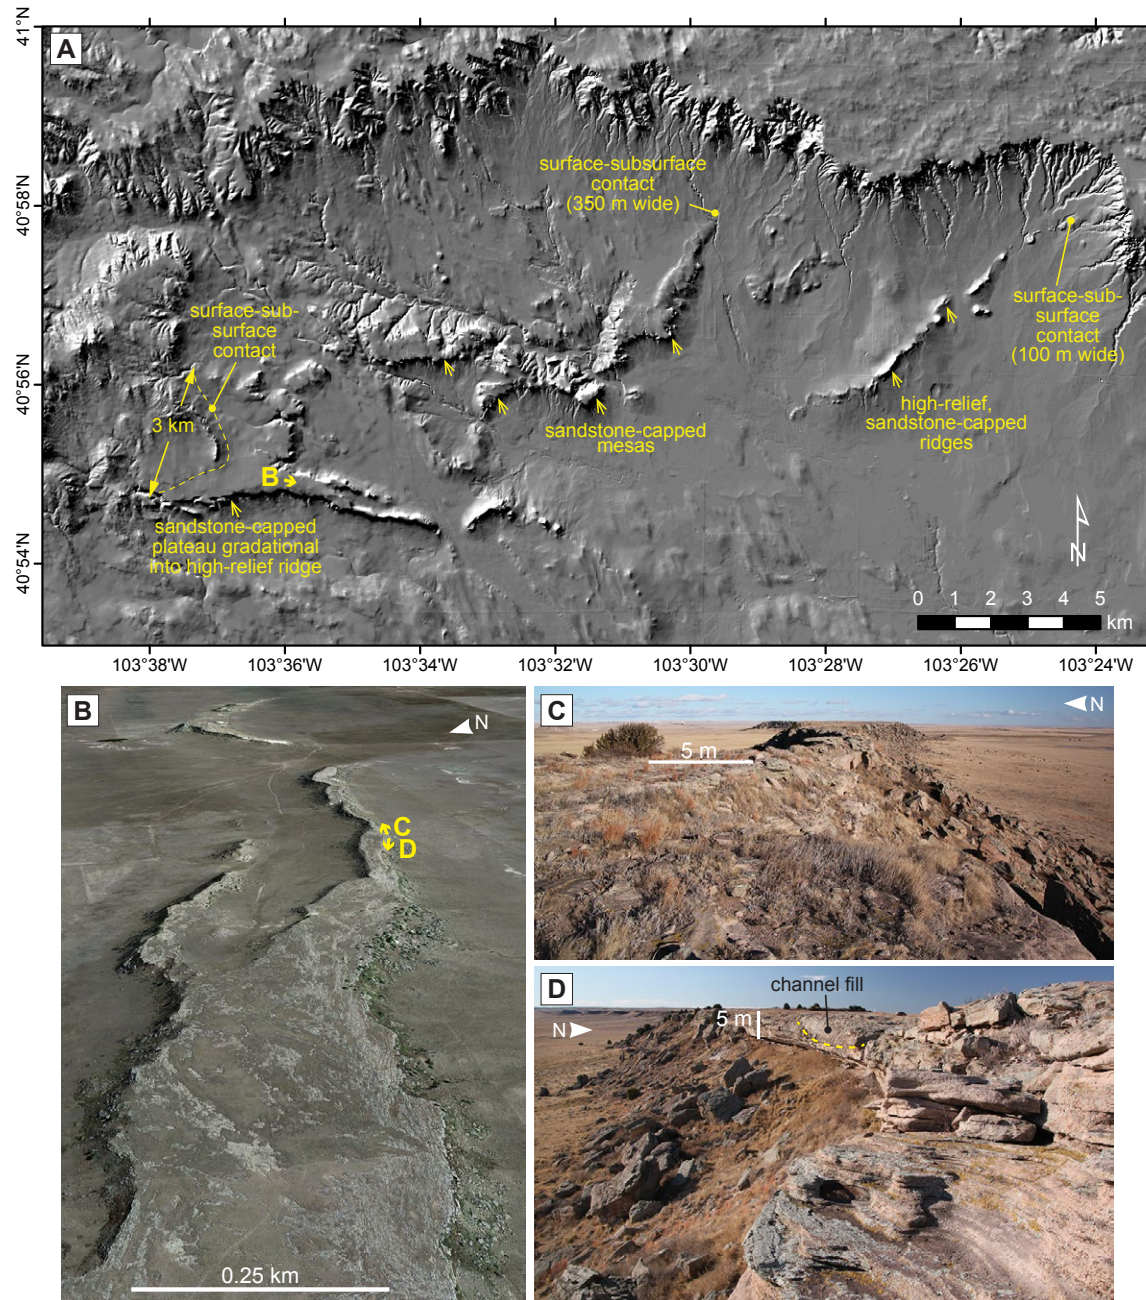 41°N
A
40°58'N
40°56'N
40°54'N
surface-subsurface
contact
(350 m wide)
surface-sub-
surface
contact
(100 m wide)
surface-sub-
surface
contact
3 km
B
sandstone-capped
plateau gradational
into high-relief ridge
sandstone-capped
mesas
high-relief,
sandstone-capped
ridges
N
0 1 2 3 4 5
km
103°38'W 103°36'W 103°34'W 103°32'W 103°30'W 103°28'W 103°26'W 103°24'W
B
N
C
D
0.25 km
C
N
5 m
D
channel fill
5 m
N